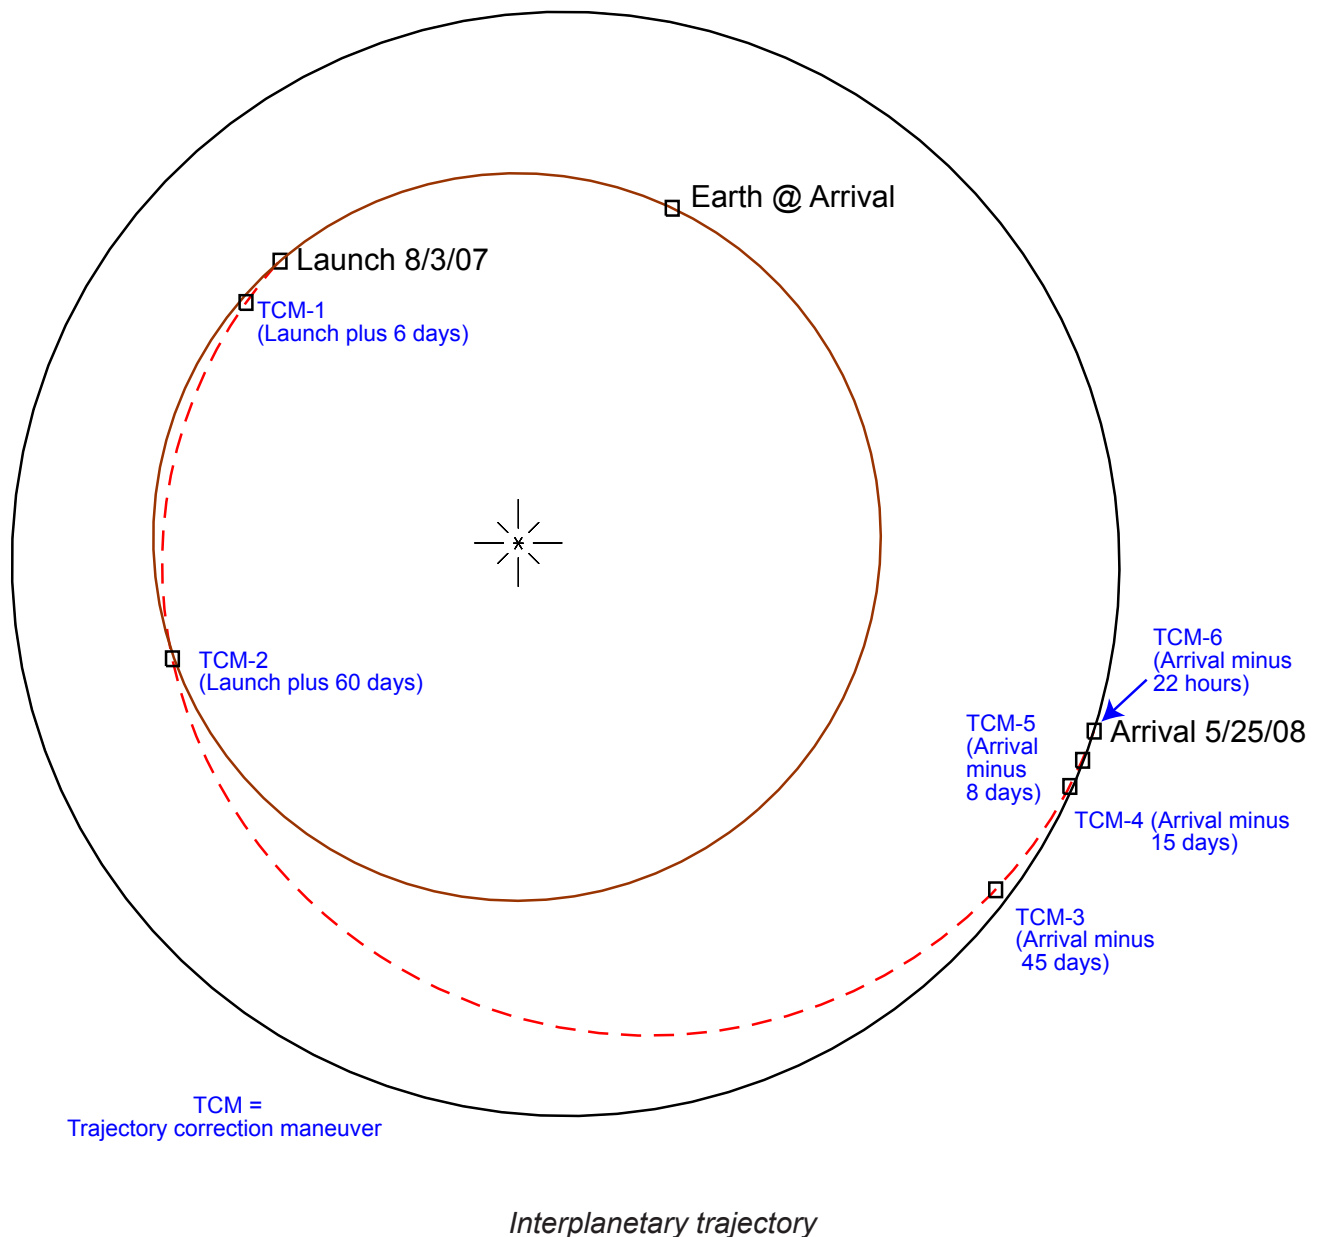 Earth @ Arrival
Launch 8/3/07
TCM-1
(Launch plus 6 days)
TCM-2
(Launch plus 60 days)
TCM-6
(Arrival minus
22 hours)
TCM-5
(Arrival
minus
8 days)
Arrival 5/25/08
TCM-4 (Arrival minus
15 days)
TCM-3
(Arrival minus
45 days)
TCM =
Trajectory correction maneuver
Interplanetary trajectory